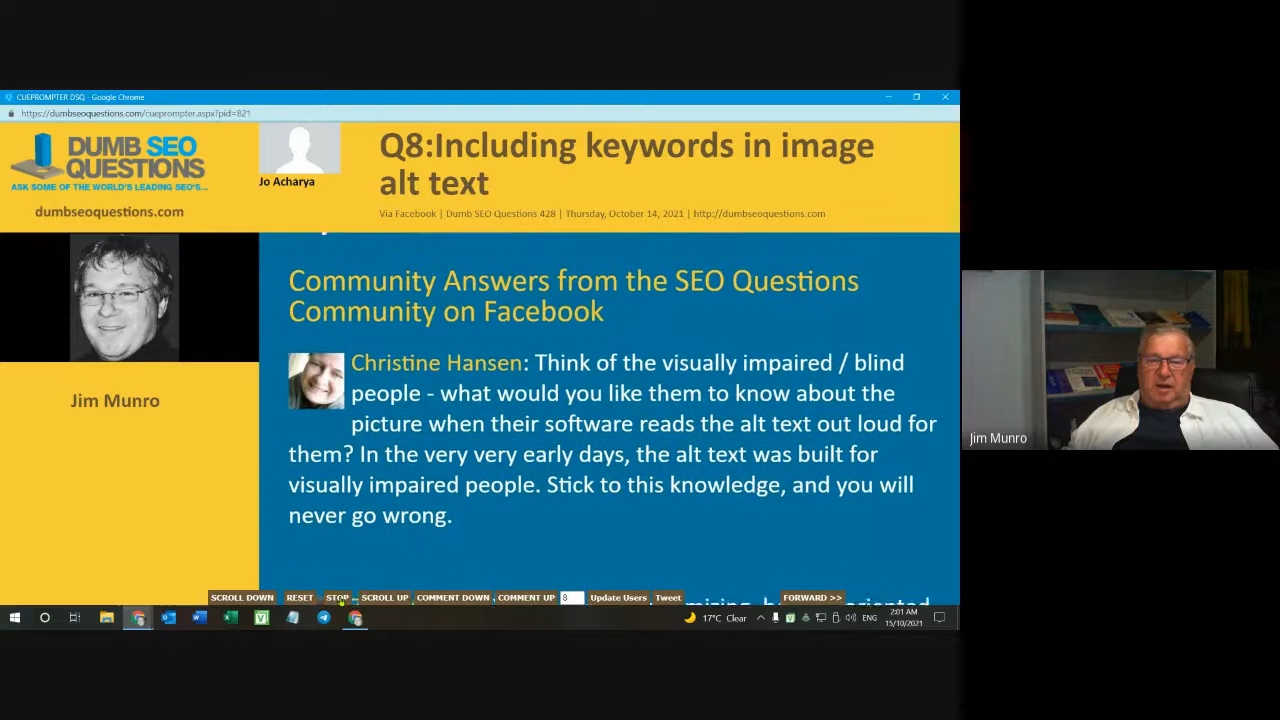 CUEPROMPTER DSQ - Google Chrome
https://dumbseoquestions.com/cueprompter.aspx?pid=821
DUMB SEO
QUESTIONS
ASK SOME OF THE WORLD'S LEADING SEO'S...
dumbseoquestions.com
Jo Acharya
Q8:Including keywords in image
alt text
Via Facebook | Dumb SEO Questions 428 | Thursday, October 14, 2021 | http://dumbseoquestions.com
Jim Munro
Community Answers from the SEO Questions
Community on Facebook
Christine Hansen: Think of the visually impaired / blind
people - what would you like them to know about the
picture when their software reads the alt text out loud for
them? In the very very early days, the alt text was built for
visually impaired people. Stick to this knowledge, and you will
never go wrong.
SCROLL DOWN RESET STOP SCROLL UP COMMENT DOWN COMMENT UP 8 Update Users Tweet FORWARD >>
17°C Clear ENG 2:01 AM
15/10/2021
Jim Munro